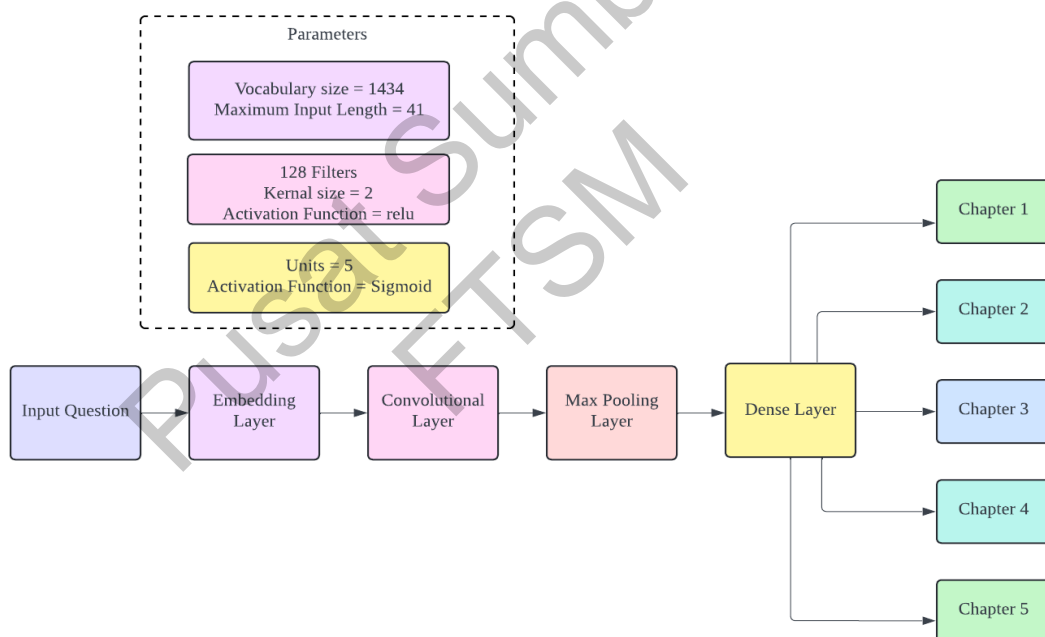 Parameters
Vocabulary size = 1434
Maximum Input Length = 41
128 Filters
Kernal size = 2
Activation Function = relu
Units = 5
Activation Function = Sigmoid
Input Question
Embedding
Layer
Convolutional
Layer
Max Pooling
Layer
Dense Layer
Chapter 1
Chapter 2
Chapter 3
Chapter 4
Chapter 5
Pusat Sumb
FTSM